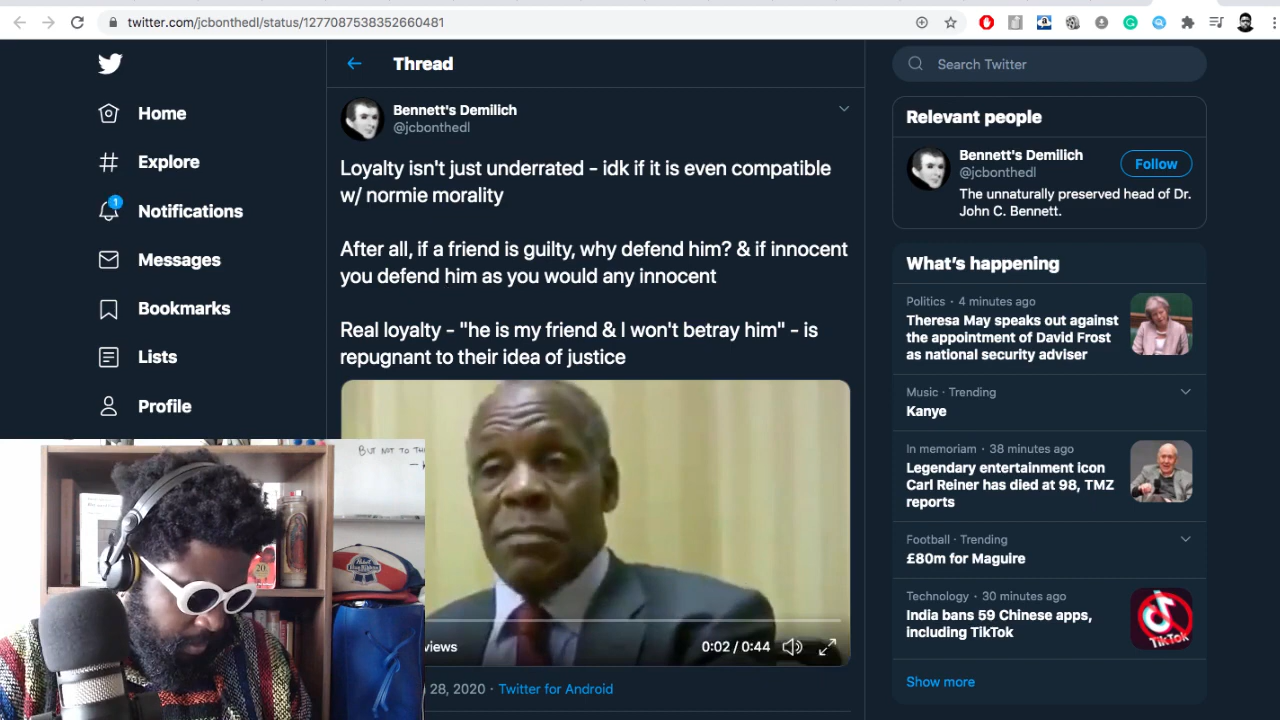 twitter.com/jcbonthedl/status/1277087538352660481
Thread
Search Twitter
Home
Explore
1
Notifications
Messages
Bookmarks
Lists
Profile
Bennett's Demilich
@jcbonthedl
Loyalty isn't just underrated - idk if it is even compatible
w/ normie morality
After all, if a friend is guilty, why defend him? & if innocent
you defend him as you would any innocent
Real loyalty - "he is my friend & I won't betray him" - is
repugnant to their idea of justice
views
0:02 / 0:44
28, 2020 · Twitter for Android
Relevant people
Bennett's Demilich
@jcbonthedl
Follow
The unnaturally preserved head of Dr.
John C. Bennett.
What's happening
Politics · 4 minutes ago
Theresa May speaks out against
the appointment of David Frost
as national security adviser
Music · Trending
Kanye
In memoriam · 38 minutes ago
Legendary entertainment icon
Carl Reiner has died at 98, TMZ
reports
Football · Trending
£80m for Maguire
Technology · 30 minutes ago
India bans 59 Chinese apps,
including TikTok
TikTok
Show more
BUT NOT TO
20